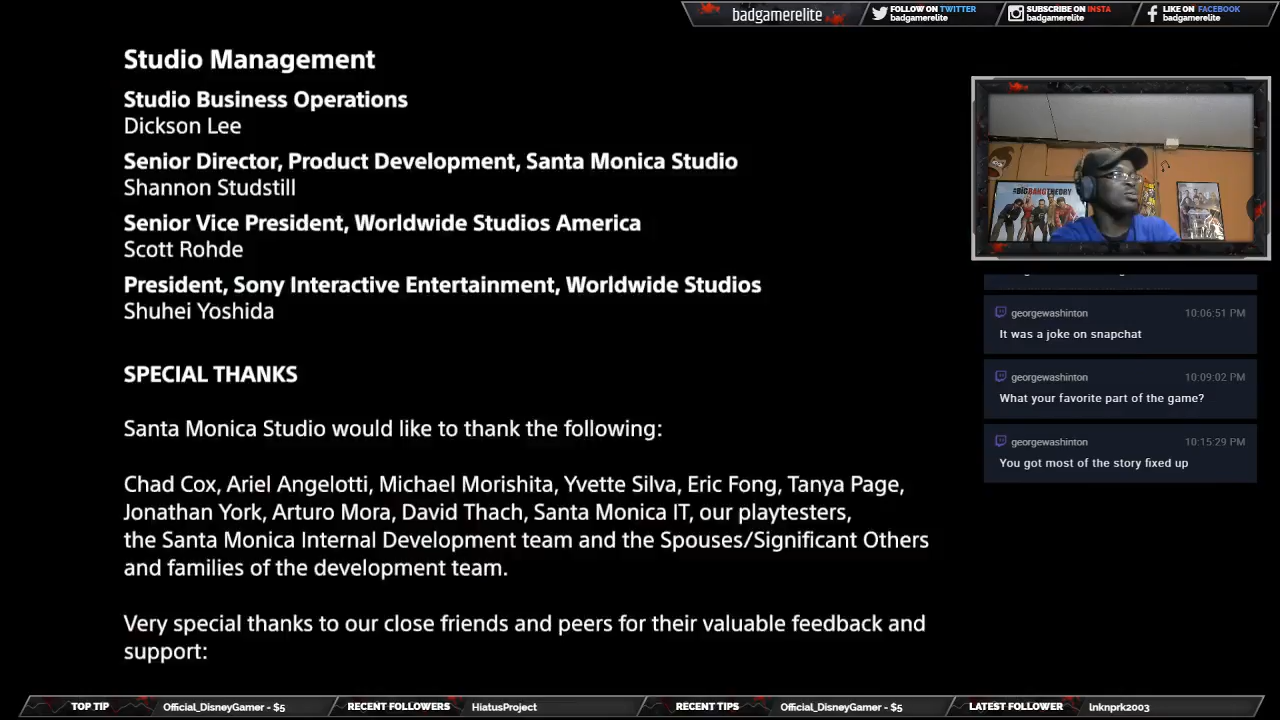 badgamerelite
FOLLOW ON TWITTER
badgamerelite
SUBSCRIBE ON INSTA
badgamerelite
LIKE ON FACEBOOK
badgamerelite
Studio Management
Studio Business Operations
Dickson Lee
Senior Director, Product Development, Santa Monica Studio
Shannon Studstill
Senior Vice President, Worldwide Studios America
Scott Rohde
President, Sony Interactive Entertainment, Worldwide Studios
Shuhei Yoshida
SPECIAL THANKS
Santa Monica Studio would like to thank the following:
Chad Cox, Ariel Angelotti, Michael Morishita, Yvette Silva, Eric Fong, Tanya Page,
Jonathan York, Arturo Mora, David Thach, Santa Monica IT, our playtesters,
the Santa Monica Internal Development team and the Spouses/Significant Others
and families of the development team.
Very special thanks to our close friends and peers for their valuable feedback and
support:
#BIGBANGTHEORY
georgewashinton 10:06:51 PM
It was a joke on snapchat
georgewashinton 10:09:02 PM
What your favorite part of the game?
georgewashinton 10:15:29 PM
You got most of the story fixed up
TOP TIP Official_DisneyGamer - $5 RECENT FOLLOWERS HiatusProject RECENT TIPS Official_DisneyGamer - $5 LATEST FOLLOWER lnknprk2003